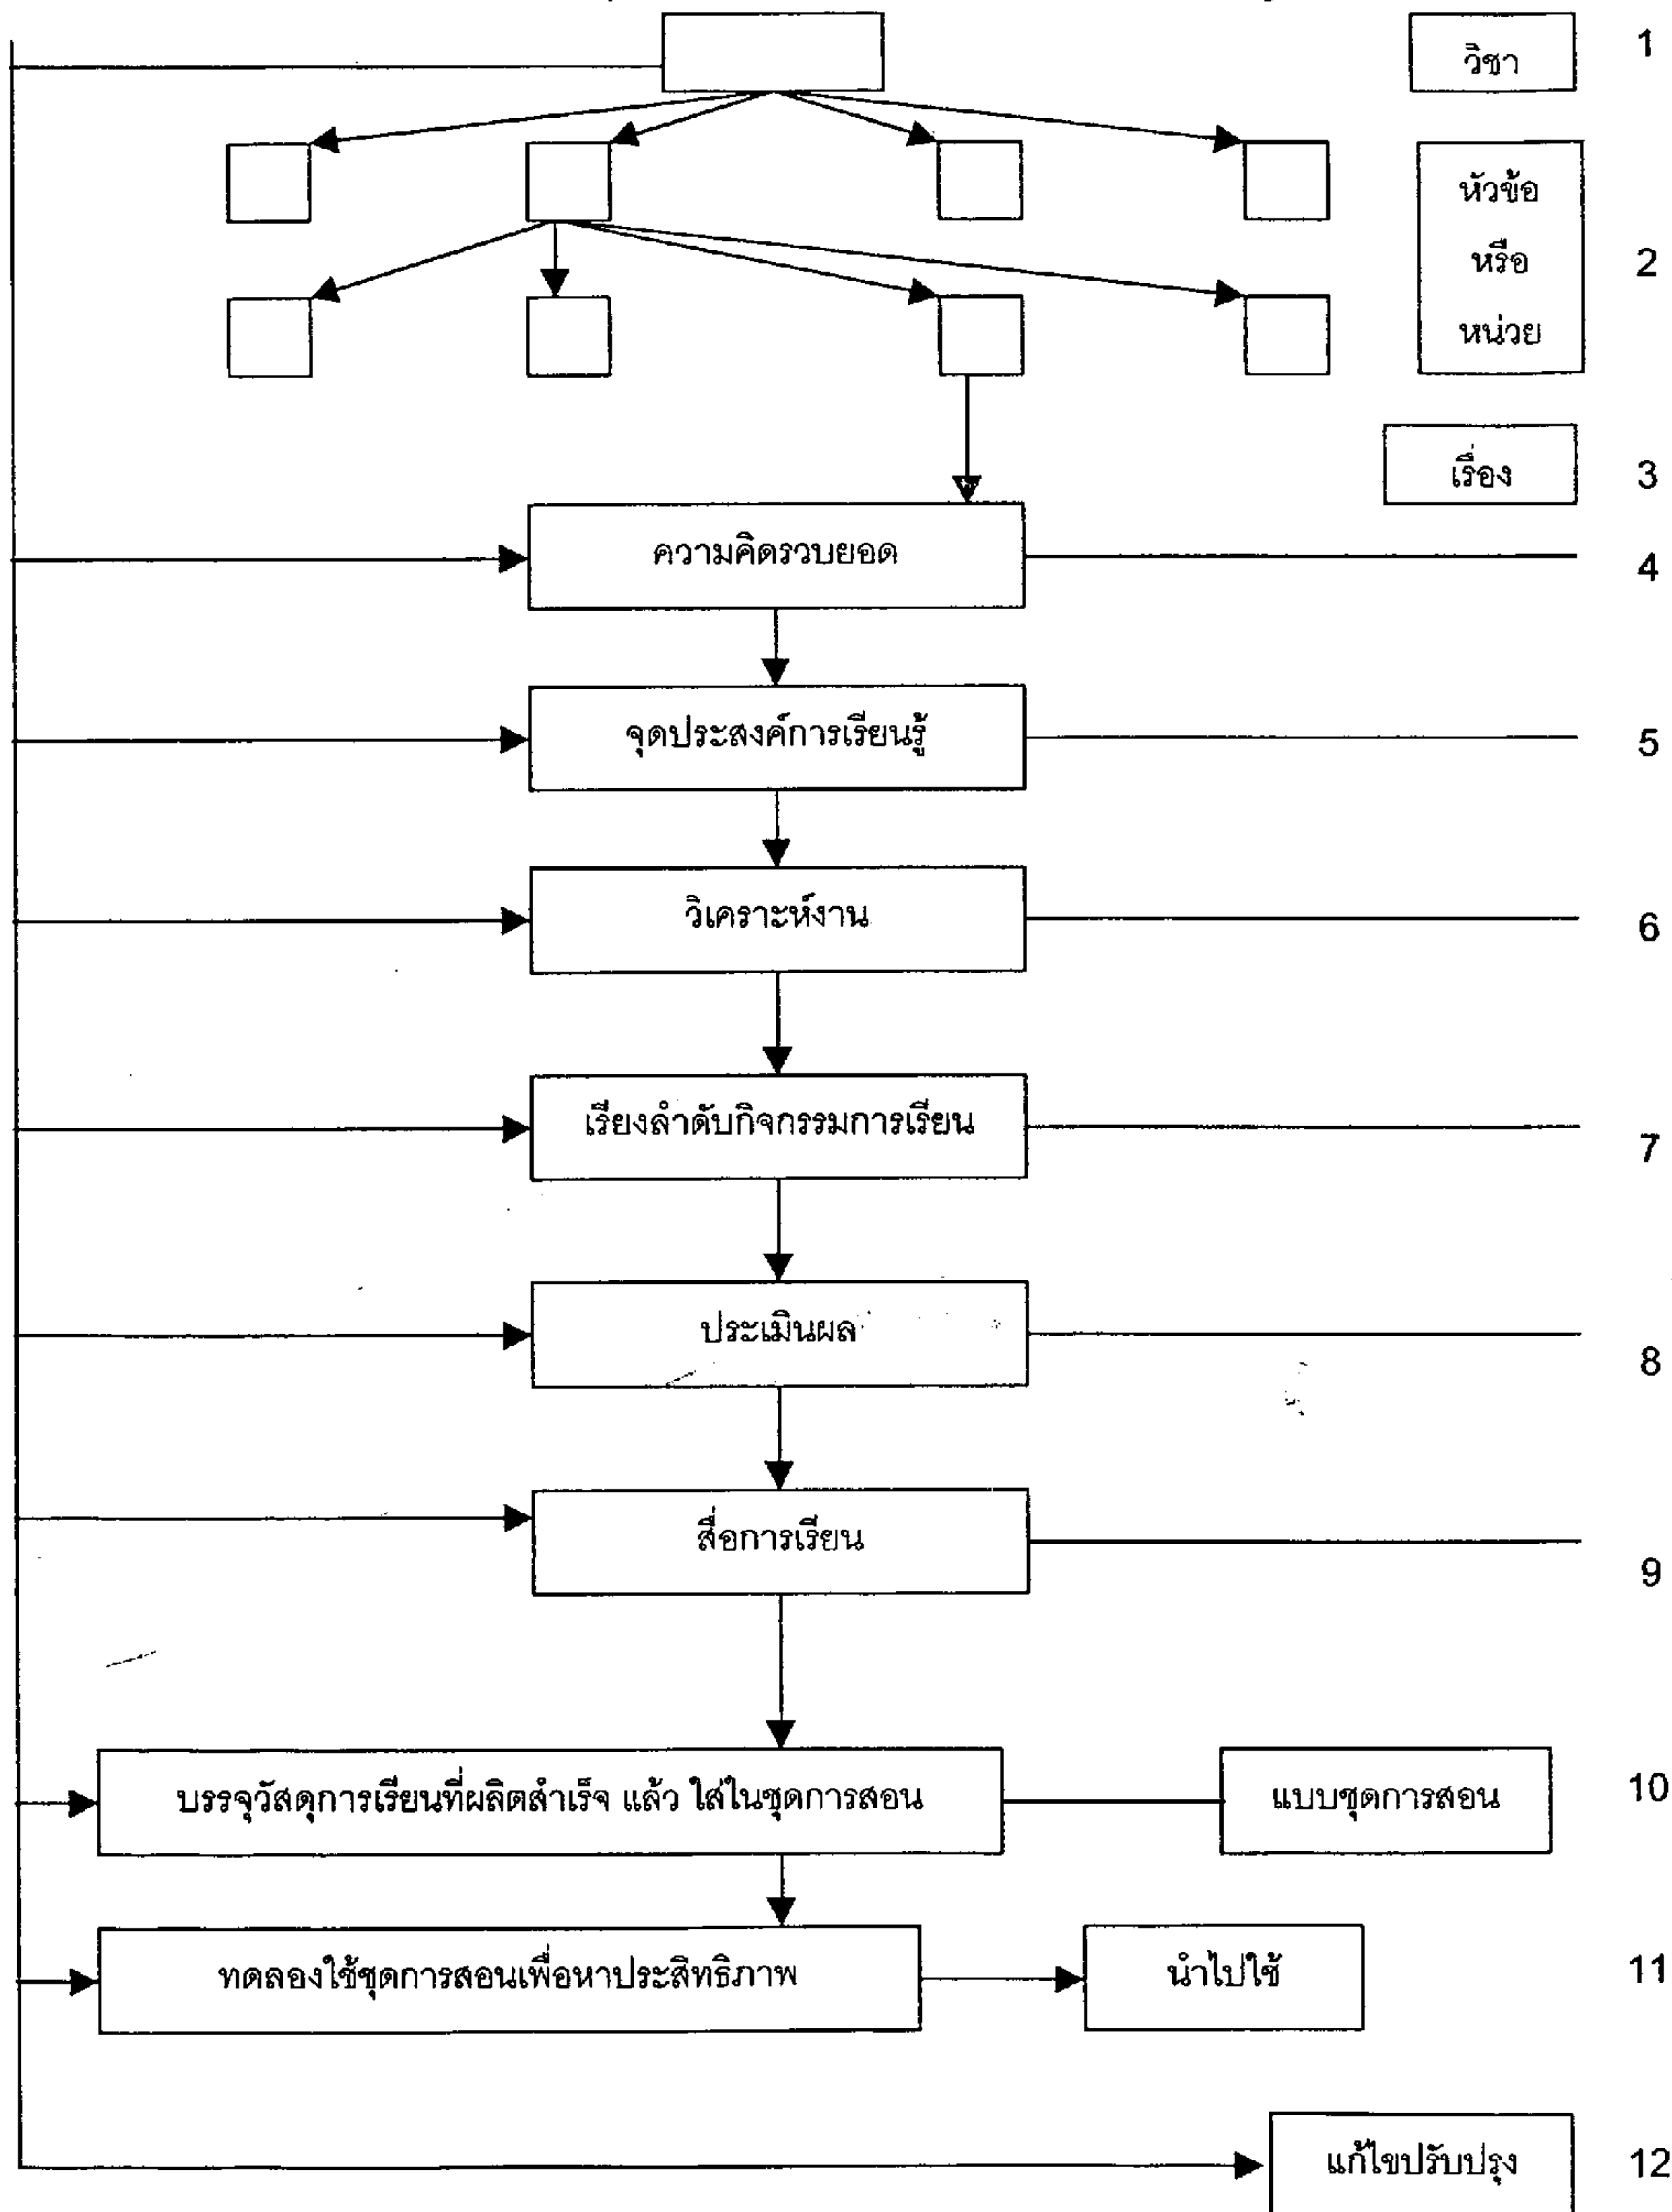 วิชา 1
หัวข้อ
หรือ 2
หน่วย
เรื่อง 3
ความคิดรวบยอด 4
จุดประสงค์การเรียนรู้ 5
วิเคราะห์งาน 6
เรียงลำดับกิจกรรมการเรียน 7
ประเมินผล 8
สื่อการเรียน 9
บรรจุวัสดุการเรียนที่ผลิตสำเร็จ แล้ว ใส่ในชุดการสอน แบบชุดการสอน 10
ทดลองใช้ชุดการสอนเพื่อหาประสิทธิภาพ นำไปใช้ 11
แก้ไขปรับปรุง 12